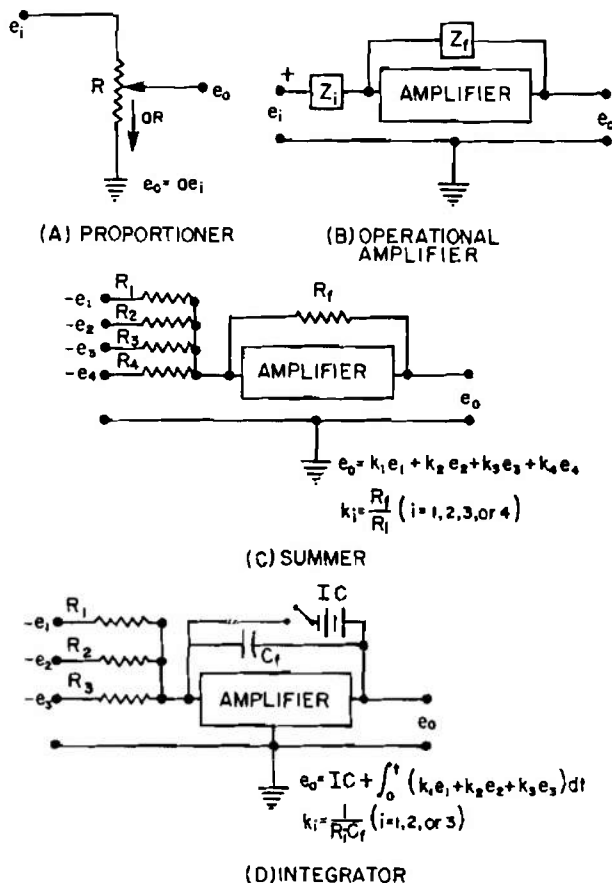 e_i
R
aR
e_o
e_o = ae_i
(A) PROPORTIONER
Z_f
+
Z_i
AMPLIFIER
e_i
e_o
(B) OPERATIONAL
AMPLIFIER
-e_1 R_1
-e_2 R_2
-e_3 R_3
-e_4 R_4
R_f
AMPLIFIER
e_o
e_o = k_1e_1 + k_2e_2 + k_3e_3 + k_4e_4
k_i = R_f/R_i (i = 1, 2, 3, or 4)
(C) SUMMER
IC
C_f
-e_1 R_1
-e_2 R_2
-e_3 R_3
AMPLIFIER
e_o
e_o = IC + ∫_0^t (k_1e_1 + k_2e_2 + k_3e_3)dt
k_i = 1/R_iC_f (i = 1, 2, or 3)
(D) INTEGRATOR